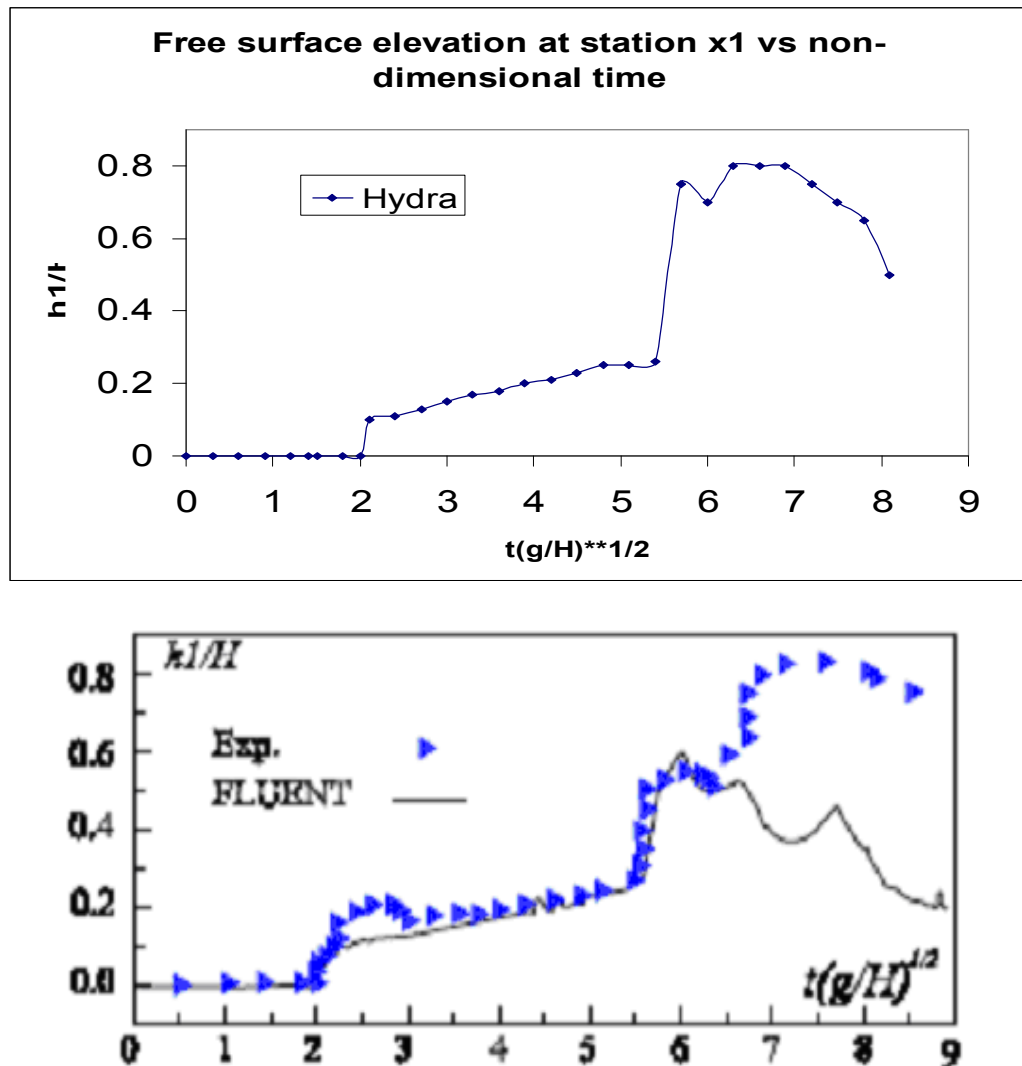 Free surface elevation at station x1 vs non-
dimensional time
0.8
0.6
0.4
0.2
0
h1/H
Hydra
0 1 2 3 4 5 6 7 8 9
t(g/H)**1/2
h1/H
0.8
0.6
0.4
0.2
0.0
Exp.
FLUENT
t(g/H)^1/2
0 1 2 3 4 5 6 7 8 9